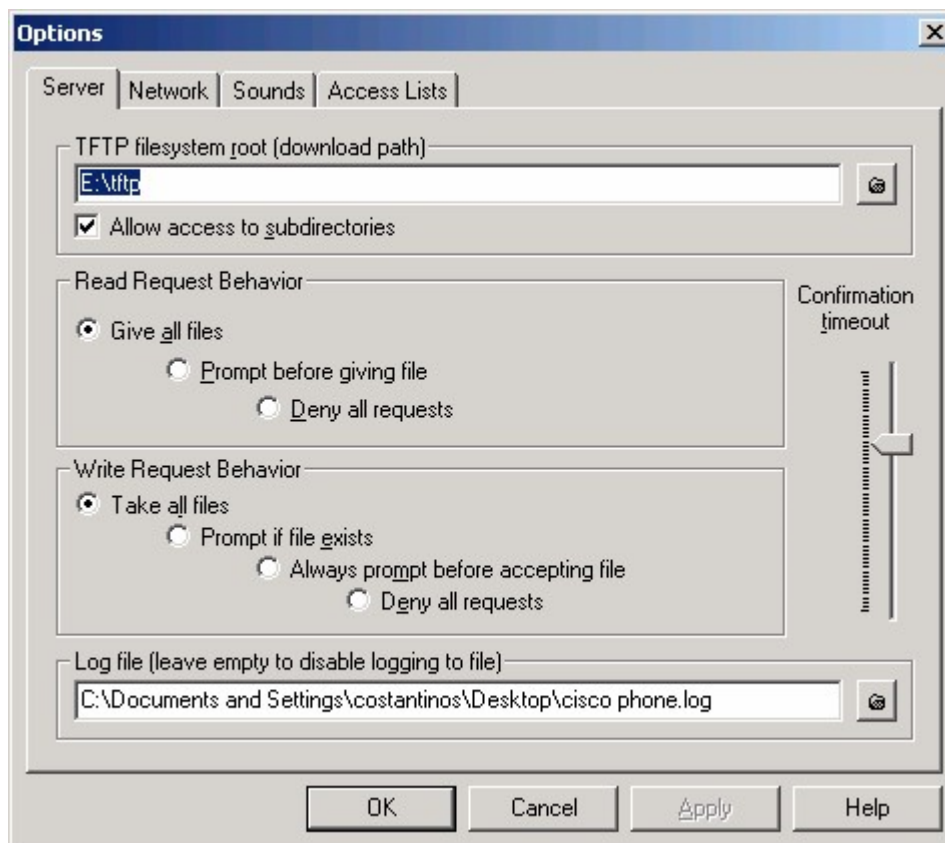 Options
Server Network Sounds Access Lists
TFTP filesystem root (download path)
E:\tftp
Allow access to subdirectories
Read Request Behavior
Give all files
Prompt before giving file
Deny all requests
Confirmation
timeout
Write Request Behavior
Take all files
Prompt if file exists
Always prompt before accepting file
Deny all requests
Log file (leave empty to disable logging to file)
C:\Documents and Settings\costantinos\Desktop\cisco phone.log
OK Cancel Apply Help